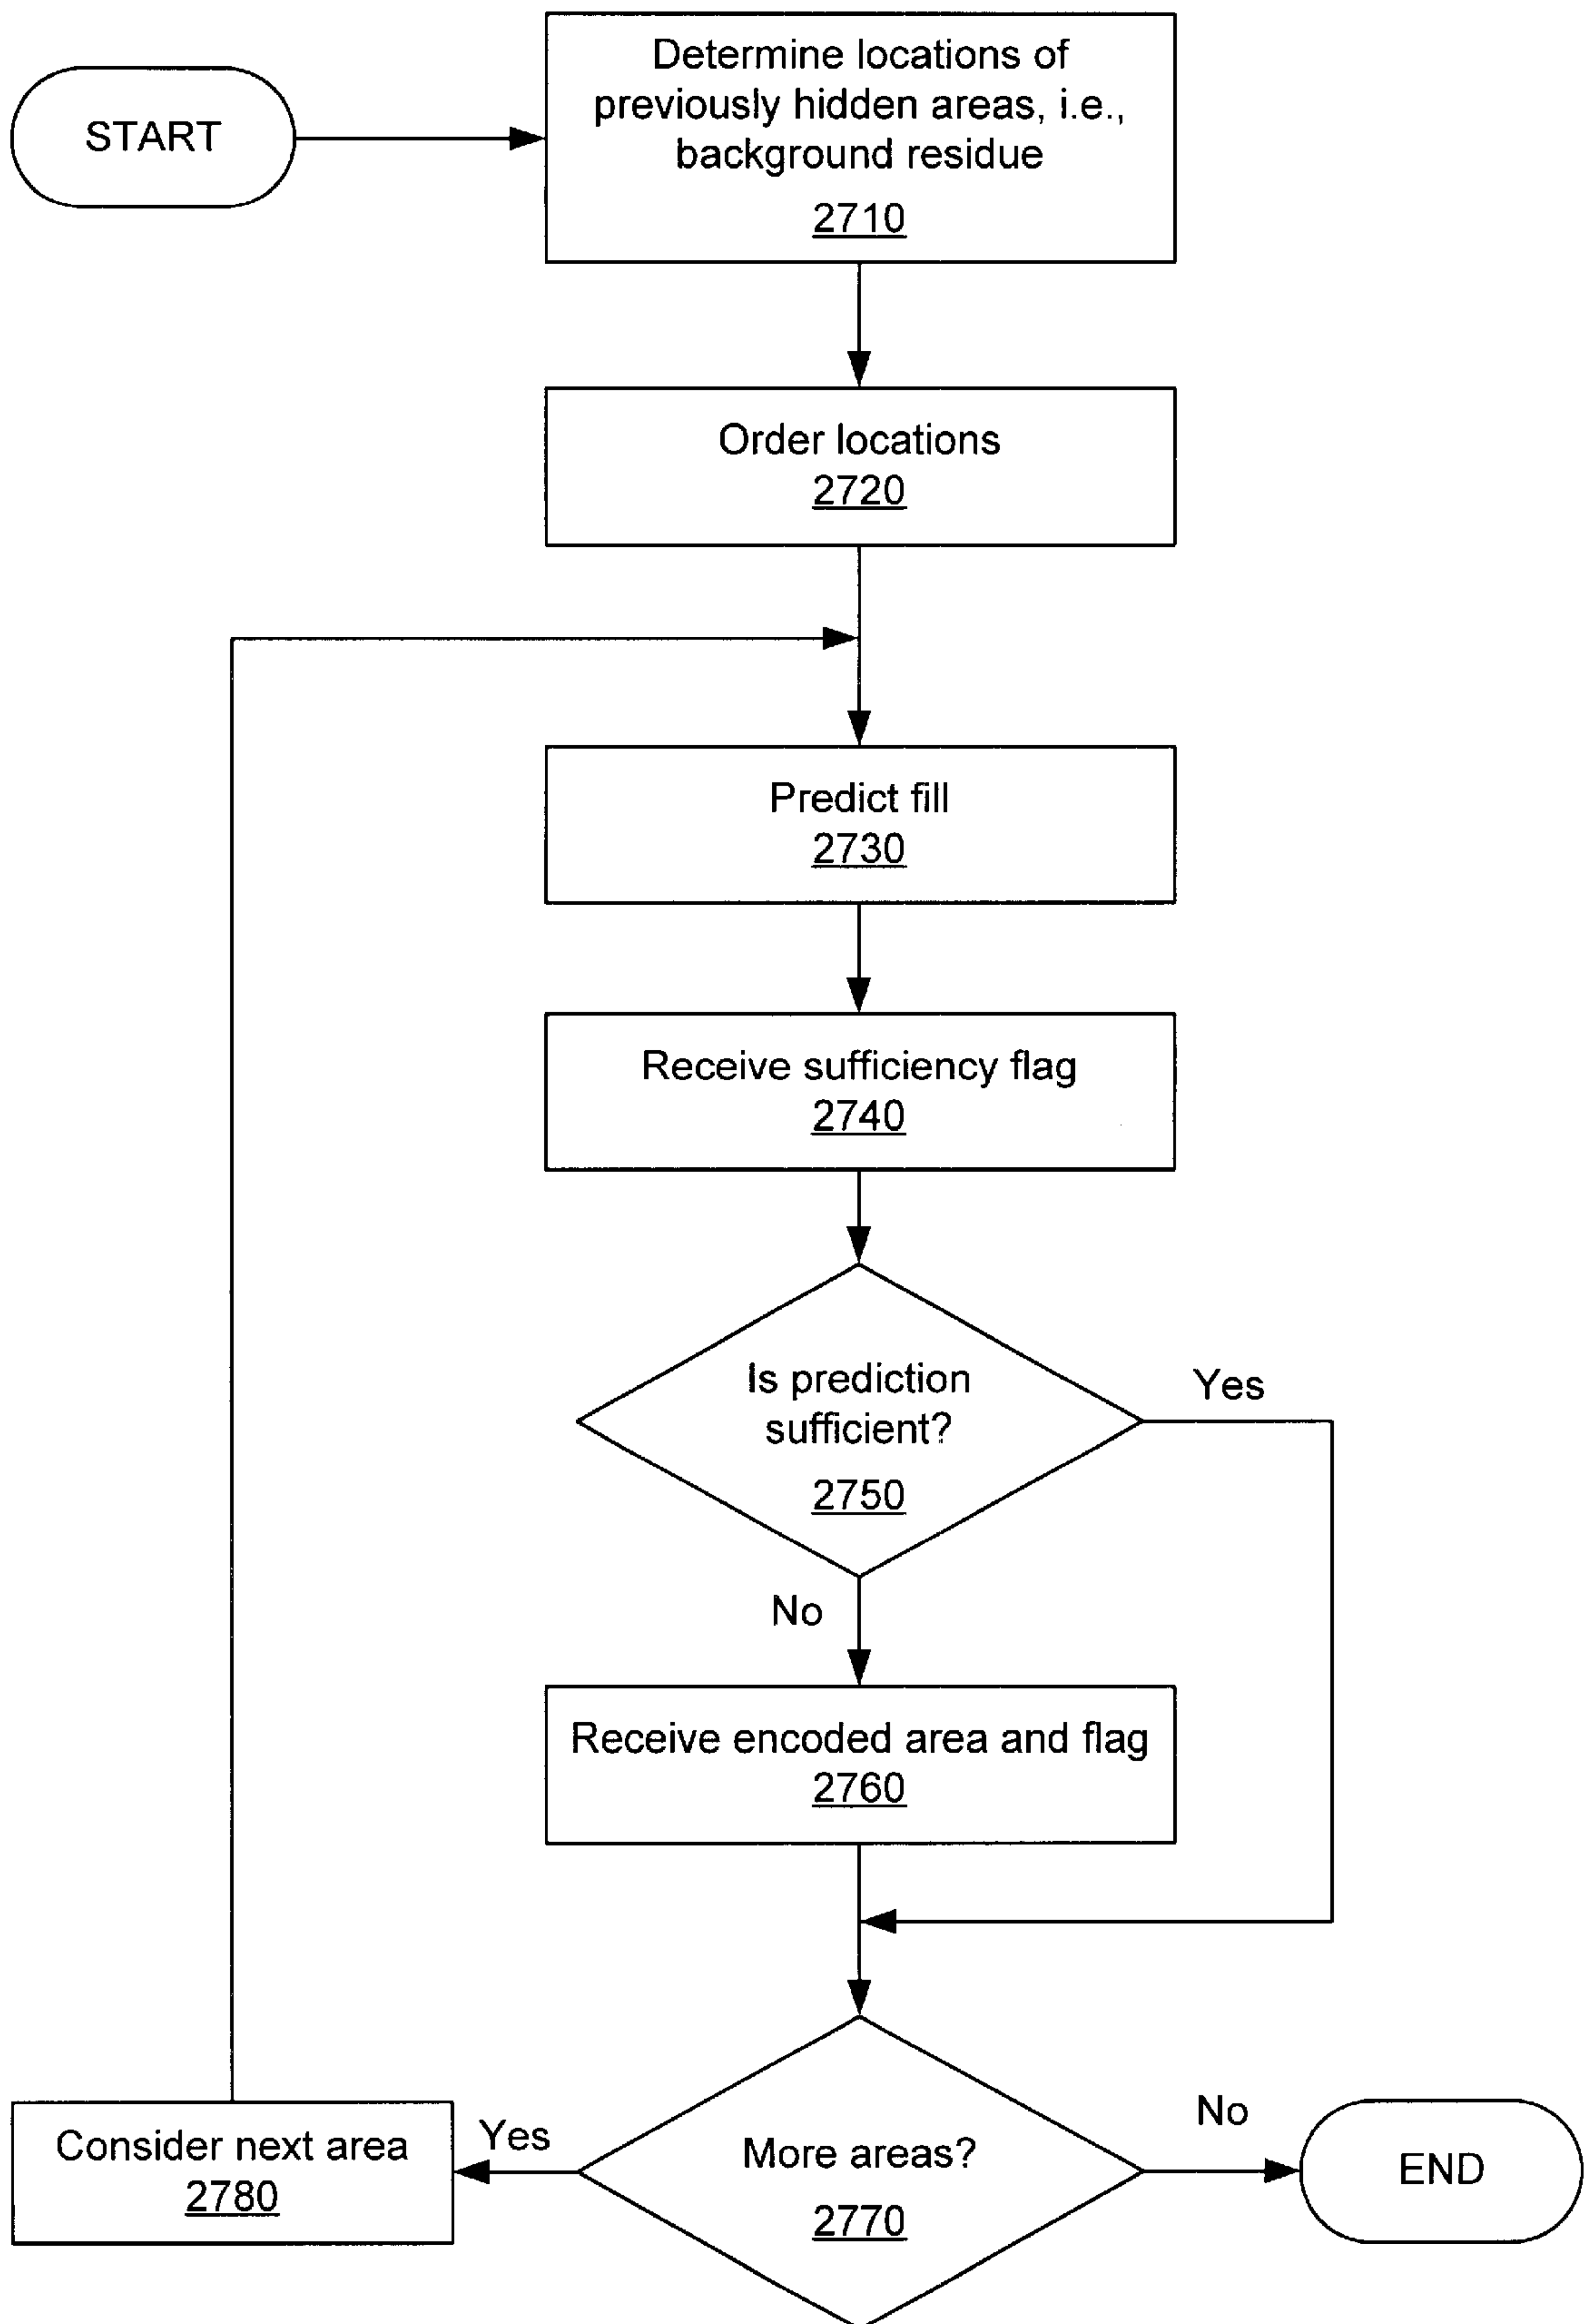 START
Determine locations of
previously hidden areas, i.e.,
background residue
2710
Order locations
2720
Predict fill
2730
Receive sufficiency flag
2740
Is prediction
sufficient?
2750
Yes
No
Receive encoded area and flag
2760
More areas?
2770
Yes
No
Consider next area
2780
END